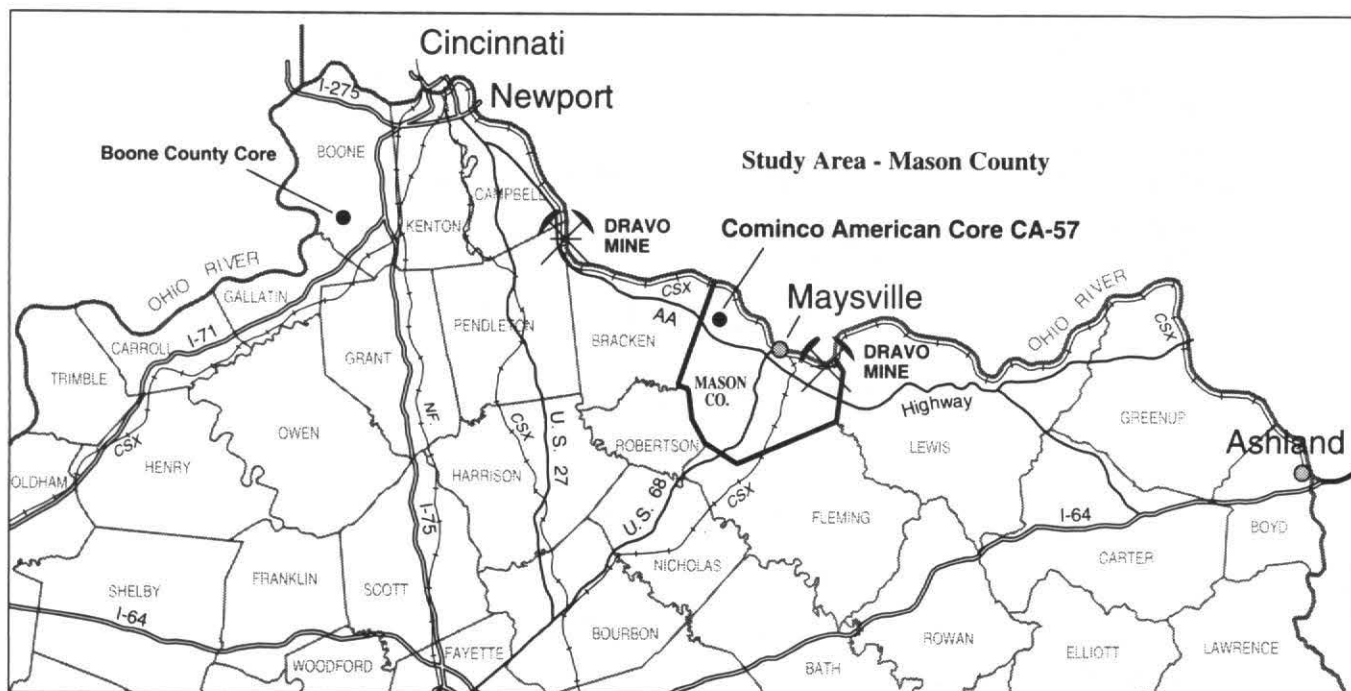 Cincinnati
I-275
Newport
Boone County Core
BOONE
Study Area - Mason County
CAMPBELL
KENTON
DRAVO
MINE
Cominco American Core CA-57
OHIO RIVER
GALLATIN
CSX
AA
Maysville
OHIO RIVER
CSX
CARROLL
I-71
PENDLETON
BRACKEN
DRAVO
MINE
TRIMBLE
GRANT
MASON
CO.
Highway
GREENUP
NF.
CSX
U.S. 27
OWEN
ROBERTSON
LEWIS
Ashland
CSX
HENRY
HARRISON
OLDHAM
U.S. 68
CSX
I-75
FLEMING
I-64
BOYD
NICHOLAS
CARTER
SHELBY
FRANKLIN
SCOTT
I-64
BOURBON
ROWAN
WOODFORD
FAYETTE
BATH
ELLIOTT
LAWRENCE